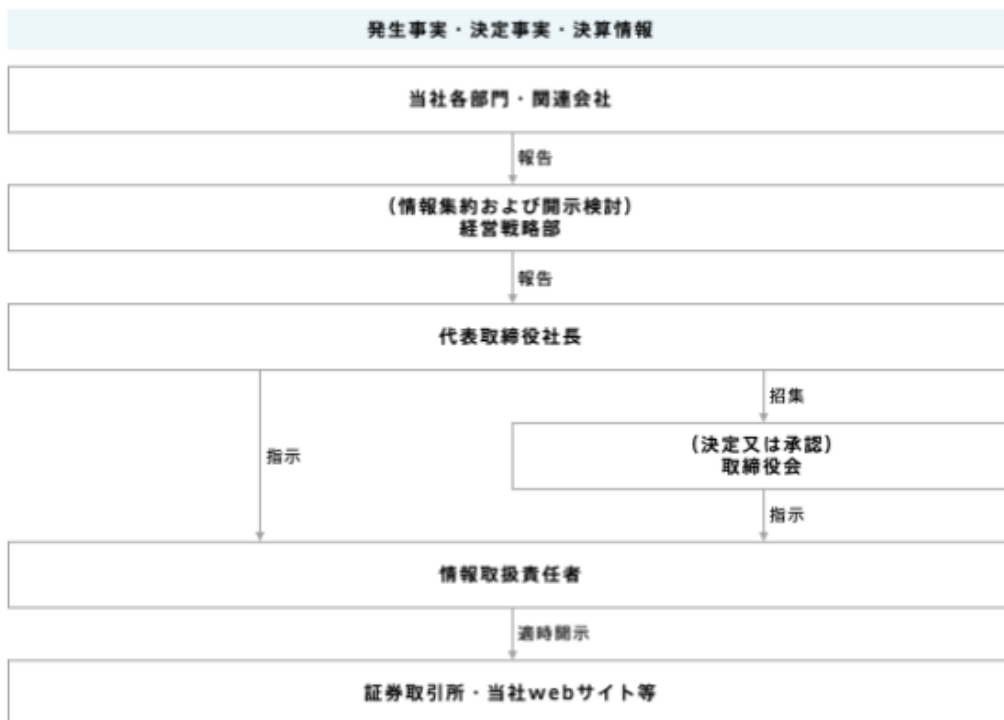 発生事実・決定事実・決算情報
当社各部門・関連会社
報告
（情報集約および開示検討）
経営戦略部
報告
代表取締役社長
招集
指示
（決定又は承認）
取締役会
指示
情報取扱責任者
適時開示
証券取引所・当社webサイト等